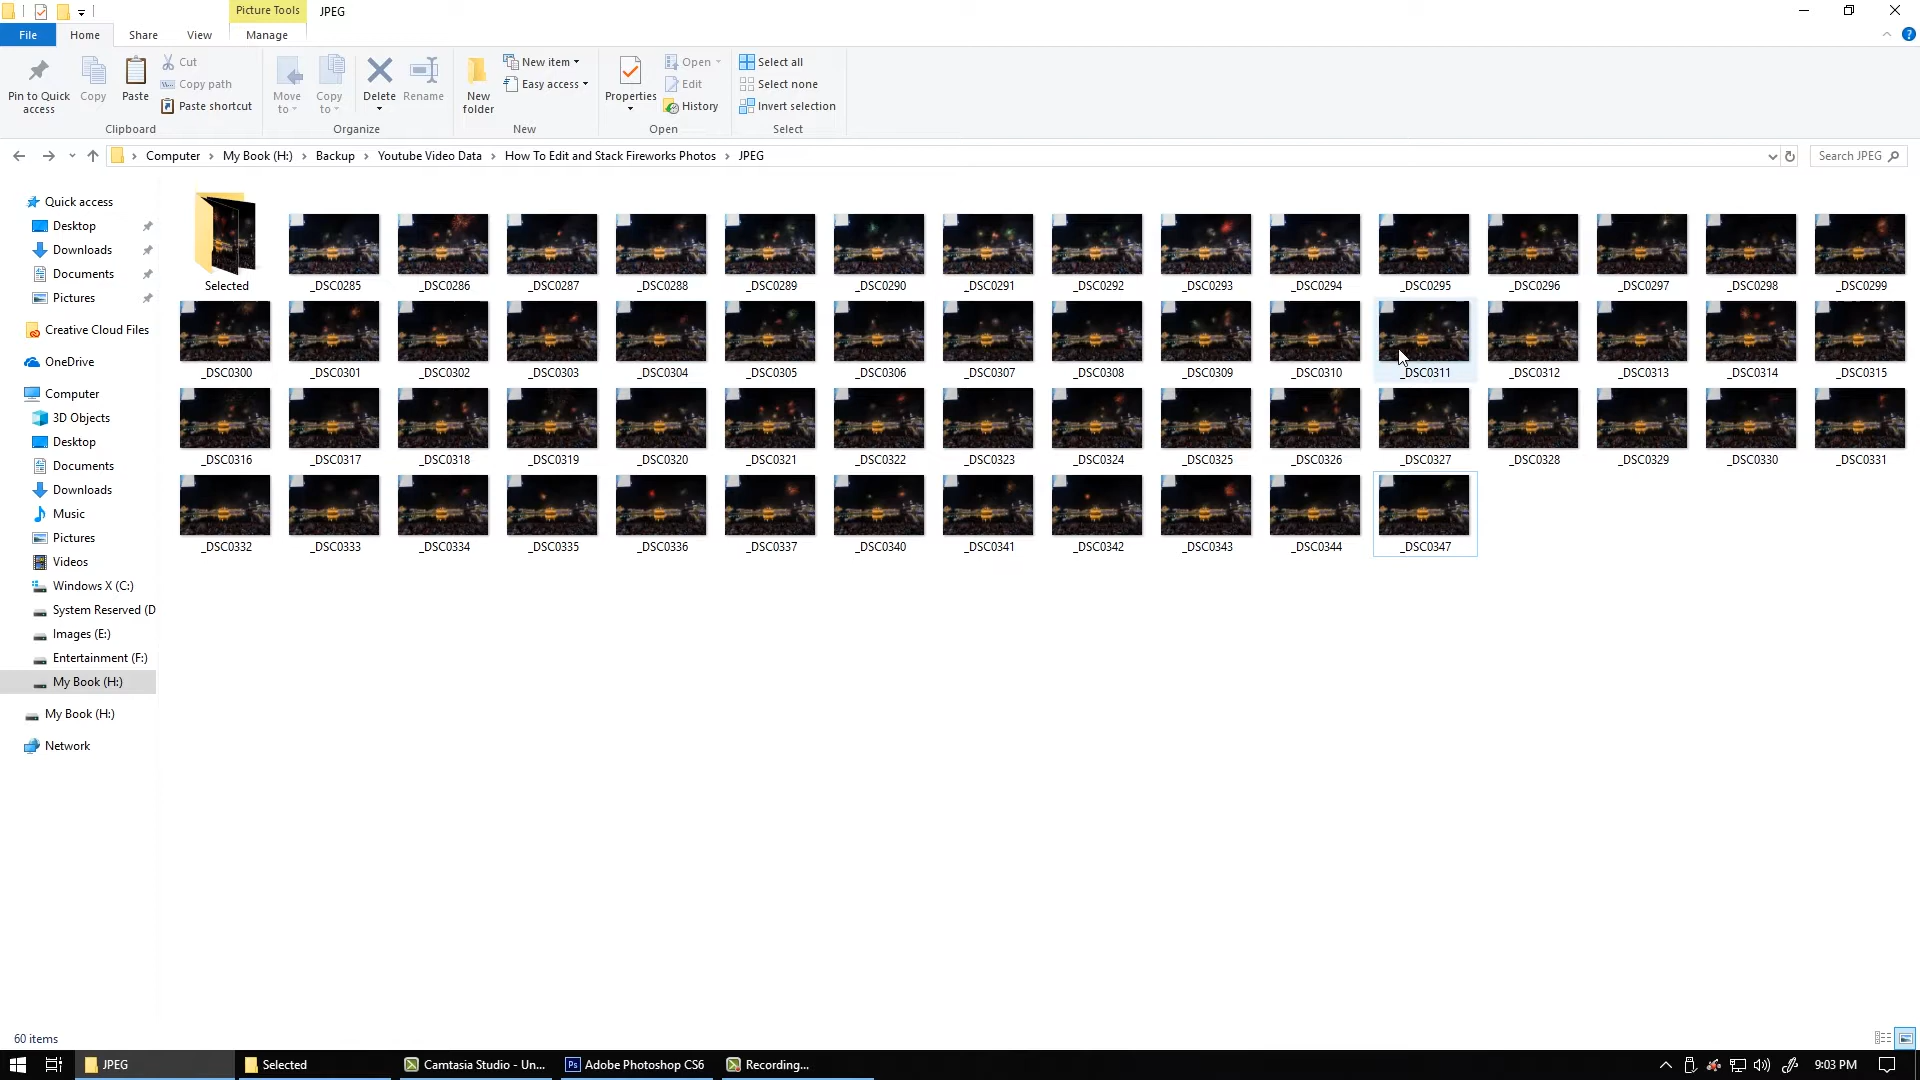 Picture Tools JPEG
File Home Share View Manage
Pin to Quick access
Copy
Paste
Cut
Copy path
Paste shortcut
Clipboard
Move to
Copy to
Delete
Rename
Organize
New folder
New item
Easy access
New
Properties
Open
Edit
History
Open
Select all
Select none
Invert selection
Select
Computer › My Book (H:) › Backup › Youtube Video Data › How To Edit and Stack Fireworks Photos › JPEG
Search JPEG
Quick access
Desktop
Downloads
Documents
Pictures
Creative Cloud Files
OneDrive
Computer
3D Objects
Desktop
Documents
Downloads
Music
Pictures
Videos
Windows X (C:)
System Reserved (D
Images (E:)
Entertainment (F:)
My Book (H:)
My Book (H:)
Network
Selected _DSC0285 _DSC0286 _DSC0287 _DSC0288 _DSC0289 _DSC0290 _DSC0291 _DSC0292 _DSC0293 _DSC0294 _DSC0295 _DSC0296 _DSC0297 _DSC0298 _DSC0299
_DSC0300 _DSC0301 _DSC0302 _DSC0303 _DSC0304 _DSC0305 _DSC0306 _DSC0307 _DSC0308 _DSC0309 _DSC0310 _DSC0311 _DSC0312 _DSC0313 _DSC0314 _DSC0315
_DSC0316 _DSC0317 _DSC0318 _DSC0319 _DSC0320 _DSC0321 _DSC0322 _DSC0323 _DSC0324 _DSC0325 _DSC0326 _DSC0327 _DSC0328 _DSC0329 _DSC0330 _DSC0331
_DSC0332 _DSC0333 _DSC0334 _DSC0335 _DSC0336 _DSC0337 _DSC0340 _DSC0341 _DSC0342 _DSC0343 _DSC0344 _DSC0347
60 items
JPEG Selected Camtasia Studio - Un... Ps Adobe Photoshop CS6 Recording... 9:03 PM